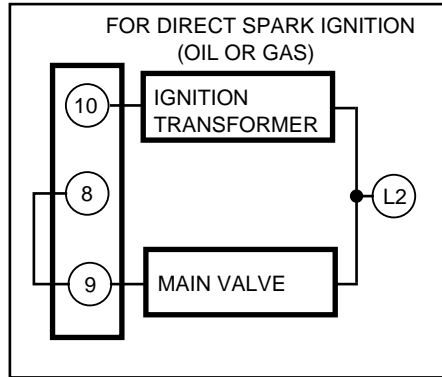 FOR DIRECT SPARK IGNITION
(OIL OR GAS)
10
IGNITION
TRANSFORMER
8
L2
9
MAIN VALVE